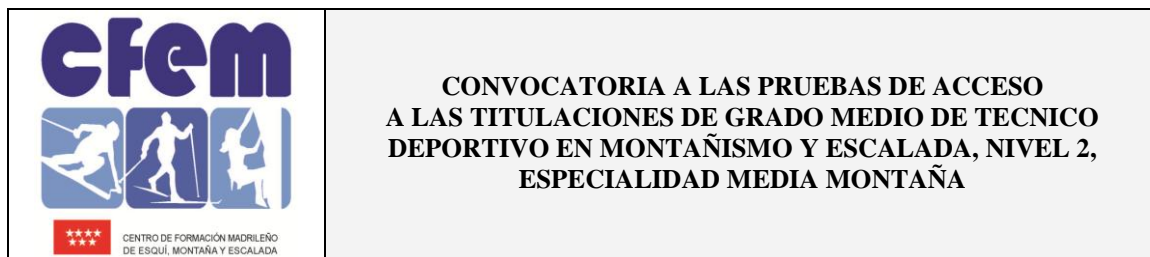 cfem
CENTRO DE FORMACIÓN MADRILEÑO
DE ESQUÍ, MONTAÑA Y ESCALADA
CONVOCATORIA A LAS PRUEBAS DE ACCESO
A LAS TITULACIONES DE GRADO MEDIO DE TECNICO
DEPORTIVO EN MONTAÑISMO Y ESCALADA, NIVEL 2,
ESPECIALIDAD MEDIA MONTAÑA